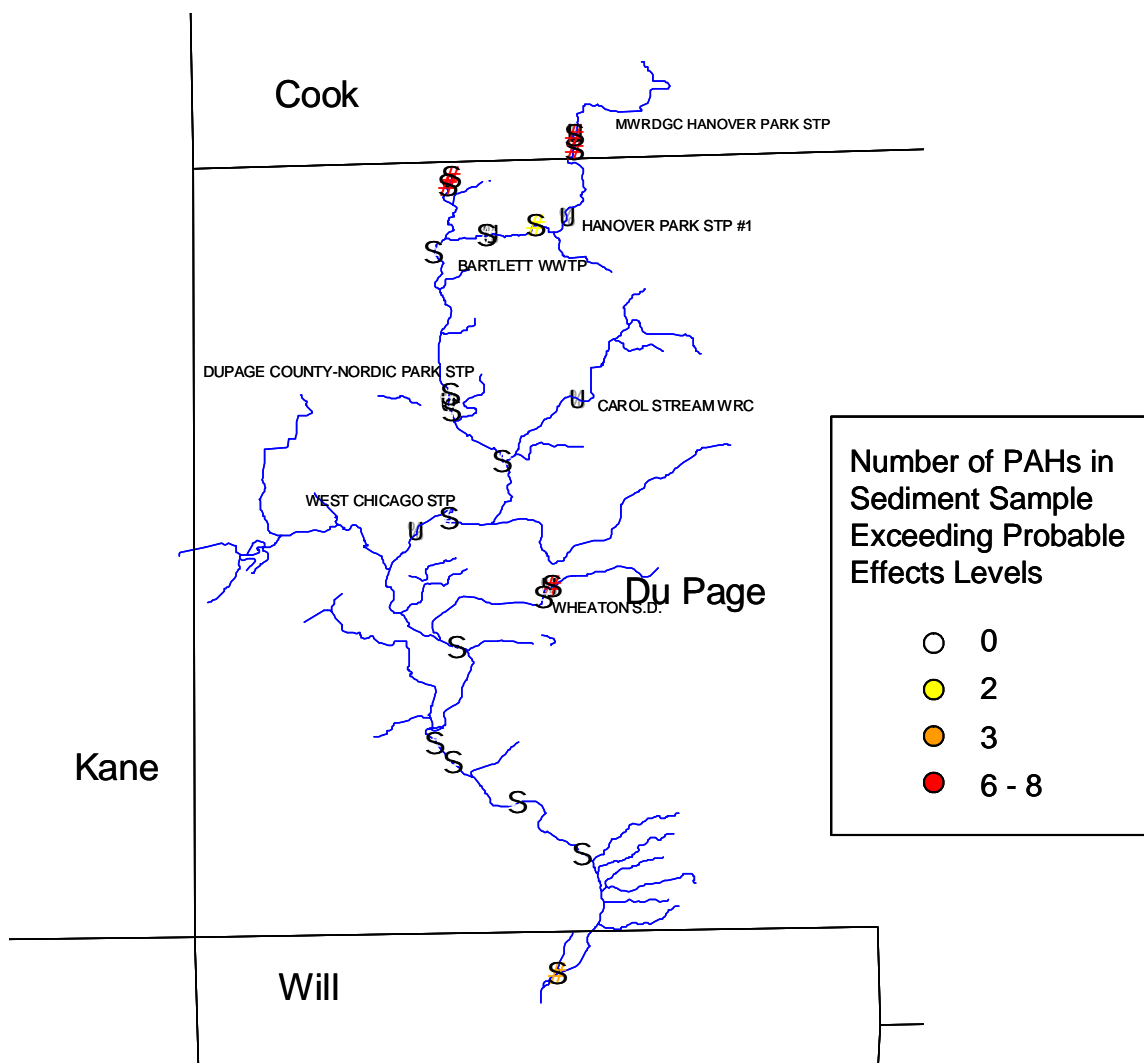 Cook
MWRDGC HANOVER PARK STP
HANOVER PARK STP #1
BARTLETT WWTP
DUPAGE COUNTY-NORDIC PARK STP
CAROL STREAM WRC
Number of PAHs in
Sediment Sample
Exceeding Probable
Effects Levels
0
2
3
6 - 8
WEST CHICAGO STP
Du Page
WHEATON S.D.
Kane
Will